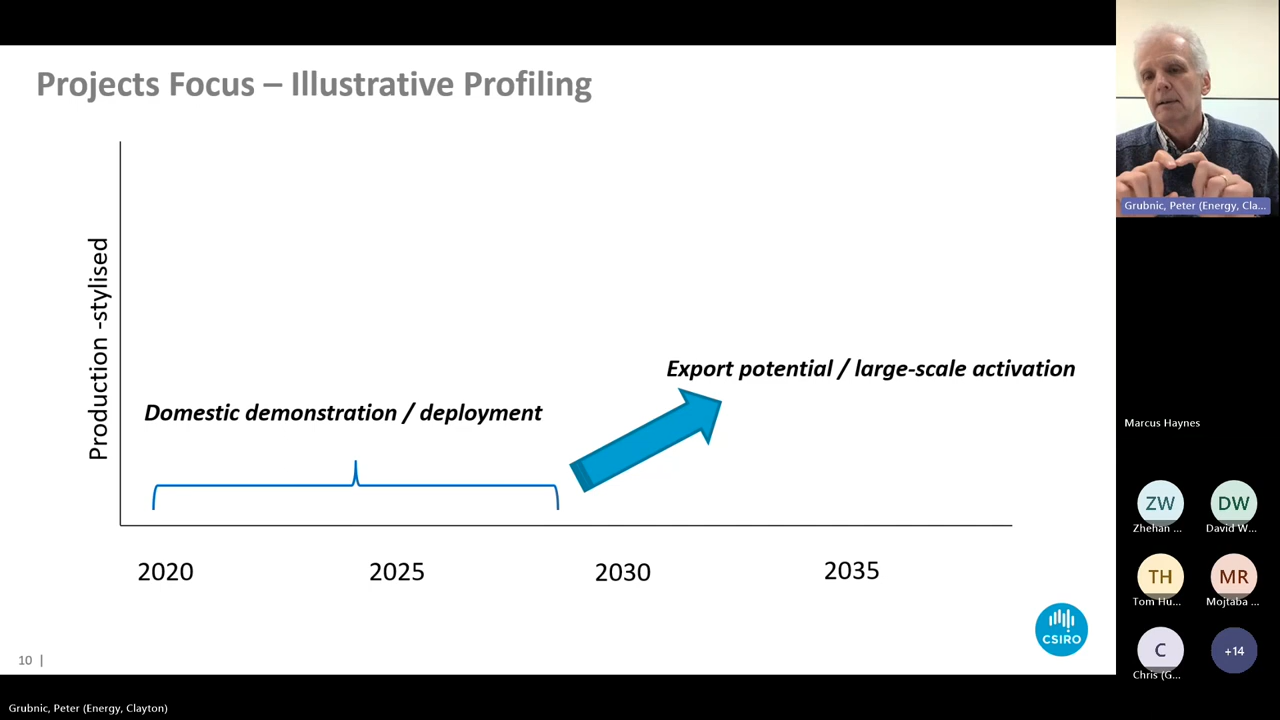 Projects Focus – Illustrative Profiling
Production -stylised
Export potential / large-scale activation
Domestic demonstration / deployment
2020
2025
2030
2035
CSIRO
10 |
Grubnic, Peter (Energy, Cla...
Marcus Haynes
ZW
DW
Zhehan ...
David W...
TH
MR
Tom Hu...
Mojtaba ...
C
+14
Chris (G...
Grubnic, Peter (Energy, Clayton)